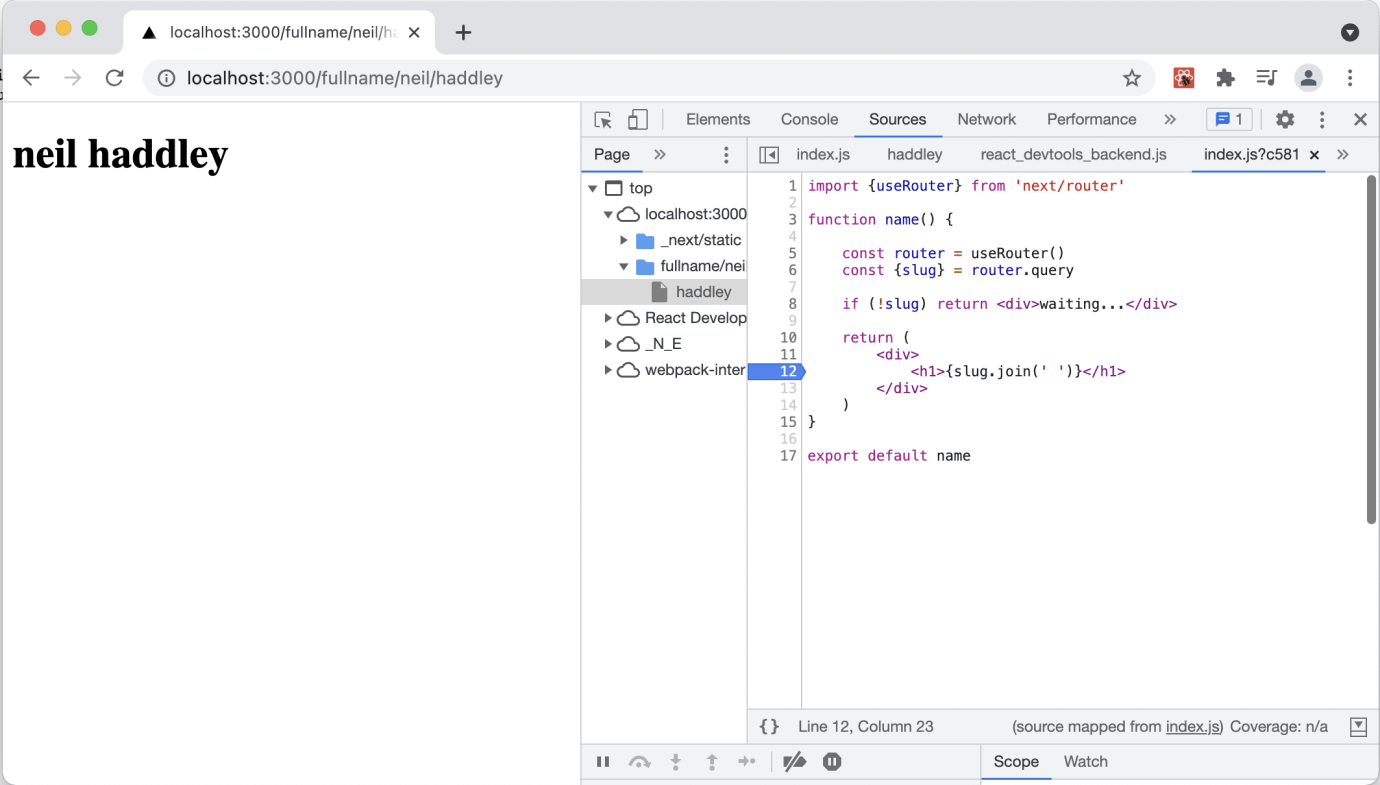 localhost:3000/fullname/neil/ha
localhost:3000/fullname/neil/haddley
neil haddley
Elements Console Sources Network Performance » 1
Page »
index.js haddley react_devtools_backend.js index.js?c581 »
top
localhost:3000
_next/static
fullname/nei
haddley
React Develop
_N_E
webpack-inter
1 import {useRouter} from 'next/router'
2
3 function name() {
4
5 const router = useRouter()
6 const {slug} = router.query
7
8 if (!slug) return <div>waiting...</div>
9
10 return (
11 <div>
12 <h1>{slug.join(' ')}</h1>
13 </div>
14 )
15 }
16
17 export default name
{} Line 12, Column 23 (source mapped from index.js) Coverage: n/a
Scope Watch